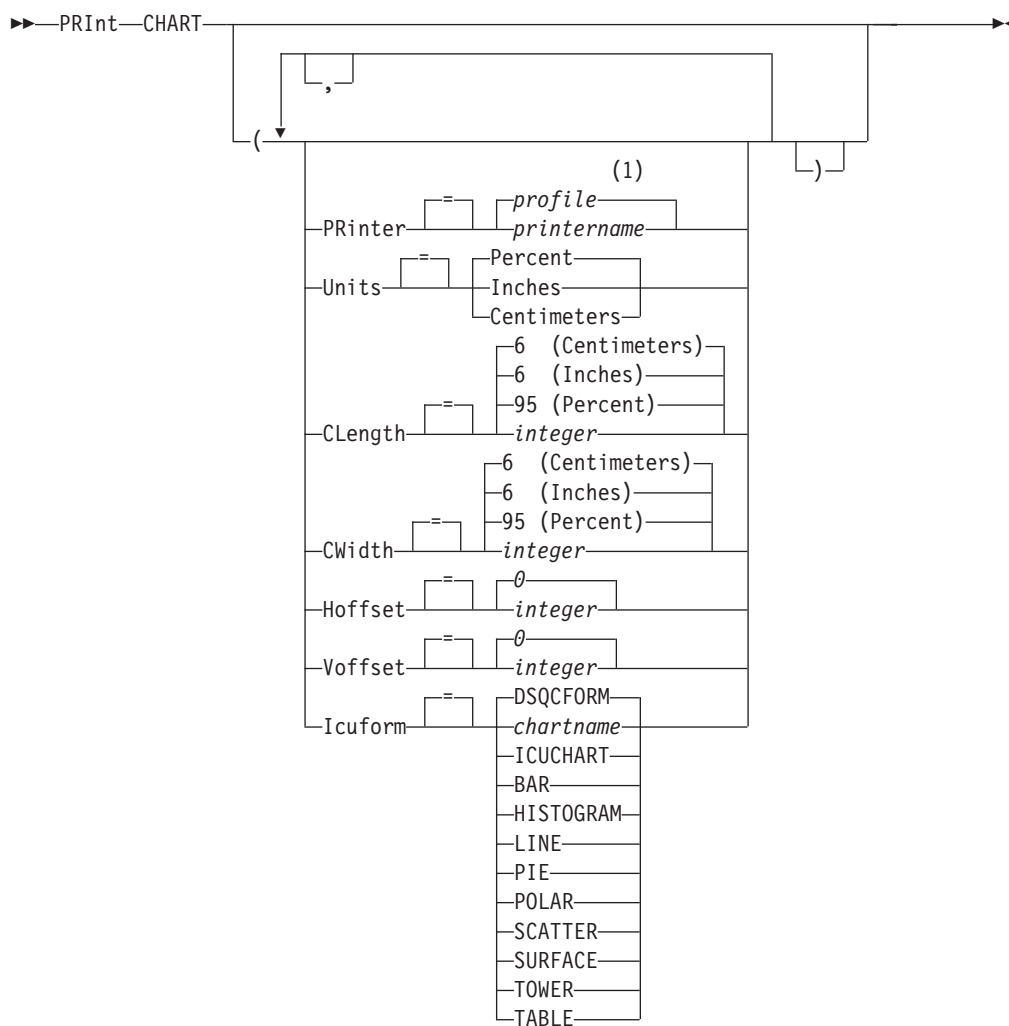 PRInt CHART
,
(
)
(1)
= profile
PRinter printername
= Percent
Units Inches
Centimeters
6 (Centimeters)
6 (Inches)
= 95 (Percent)
CLength integer
6 (Centimeters)
6 (Inches)
= 95 (Percent)
CWidth integer
= 0
Hoffset integer
= 0
Voffset integer
= DSQCFORM
Icuform chartname
ICUCHART
BAR
HISTOGRAM
LINE
PIE
POLAR
SCATTER
SURFACE
TOWER
TABLE